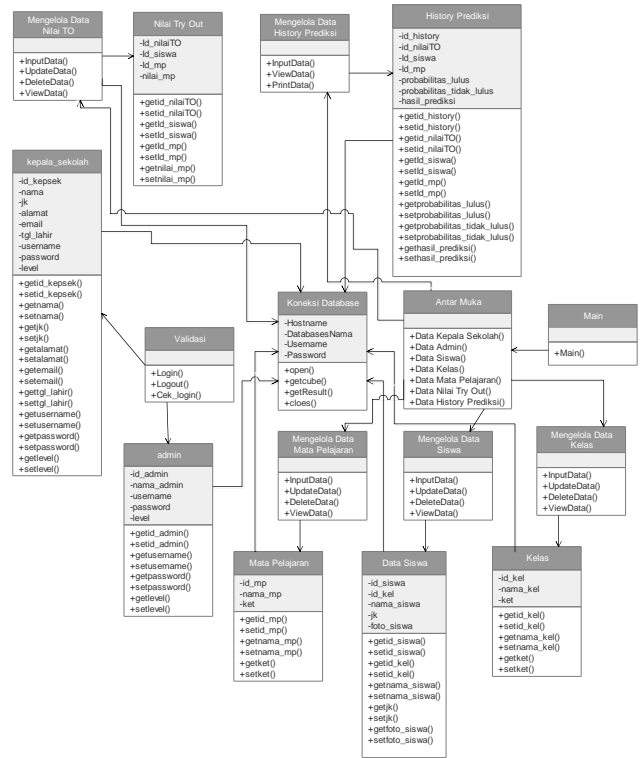 Mengelola Data
Nilai TO
+InputData()
+UpdateData()
+DeleteData()
+ViewData()
Nilai Try Out
-Id_nilaiTO
-Id_siswa
-Id_mp
-nilai_mp
+getid_nilaiTO()
+setid_nilaiTO()
+getId_siswa()
+setId_siswa()
+getId_mp()
+setId_mp()
+getnilai_mp()
+setnilai_mp()
Mengelola Data
History Prediksi
+InputData()
+ViewData()
+PrintData()
History Prediksi
-id_history
-id_nilaiTO
-Id_siswa
-Id_mp
-probabilitas_lulus
-probabilitas_tidak_lulus
-hasil_prediksi
+getid_history()
+setid_history()
+getid_nilaiTO()
+setid_nilaiTO()
+getId_siswa()
+setId_siswa()
+getId_mp()
+setId_mp()
+getprobabilitas_lulus()
+setprobabilitas_lulus()
+getprobabilitas_tidak_lulus()
+setprobabilitas_tidak_lulus()
+gethasil_prediksi()
+sethasil_prediksi()
kepala_sekolah
-id_kepsek
-nama
-jk
-alamat
-email
-tgl_lahir
-username
-password
-level
+getid_kepsek()
+setid_kepsek()
+getnama()
+setnama()
+getjk()
+setjk()
+getalamat()
+setalamat()
+getemail()
+setemail()
+gettgl_lahir()
+settgl_lahir()
+getusername()
+setusername()
+getpassword()
+setpassword()
+getlevel()
+setlevel()
Validasi
+Login()
+Logout()
+Cek_login()
Koneksi Database
-Hostname
-DatabasesNama
-Username
-Password
+open()
+getcube()
+getResult()
+cloes()
Antar Muka
+Data Kepala Sekolah()
+Data Admin()
+Data Siswa()
+Data Kelas()
+Data Mata Pelajaran()
+Data Nilai Try Out()
+Data History Prediksi()
Main
+Main()
admin
-id_admin
-nama_admin
-username
-password
-level
+getid_admin()
+setid_admin()
+getusername()
+setusername()
+getpassword()
+setpassword()
+getlevel()
+setlevel()
Mengelola Data
Mata Pelajaran
+InputData()
+UpdateData()
+DeleteData()
+ViewData()
Mengelola Data
Siswa
+InputData()
+UpdateData()
+DeleteData()
+ViewData()
Mengelola Data
Kelas
+InputData()
+UpdateData()
+DeleteData()
+ViewData()
Mata Pelajaran
-id_mp
-nama_mp
-ket
+getid_mp()
+setid_mp()
+getnama_mp()
+setnama_mp()
+getket()
+setket()
Data Siswa
-id_siswa
-id_kel
-nama_siswa
-jk
-foto_siswa
+getid_siswa()
+setid_siswa()
+getid_kel()
+setid_kel()
+getnama_siswa()
+setnama_siswa()
+getjk()
+setjk()
+getfoto_siswa()
+setfoto_siswa()
Kelas
-id_kel
-nama_kel
-ket
+getid_kel()
+setid_kel()
+getnama_kel()
+setnama_kel()
+getket()
+setket()